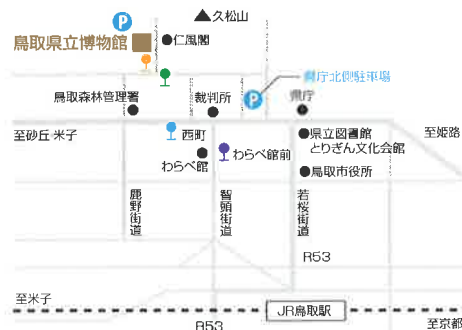 ▲久松山
P
鳥取県立博物館
仁風閣
県庁北側駐車場
P
鳥取森林管理署
裁判所
県庁
至砂丘・米子
西町
わらべ館
わらべ館前
県立図書館
とりぎん文化会館
至姫路
鳥取市役所
鹿野街道
智頭街道
若桜街道
R53
至米子
JR鳥取駅
R53
至京都